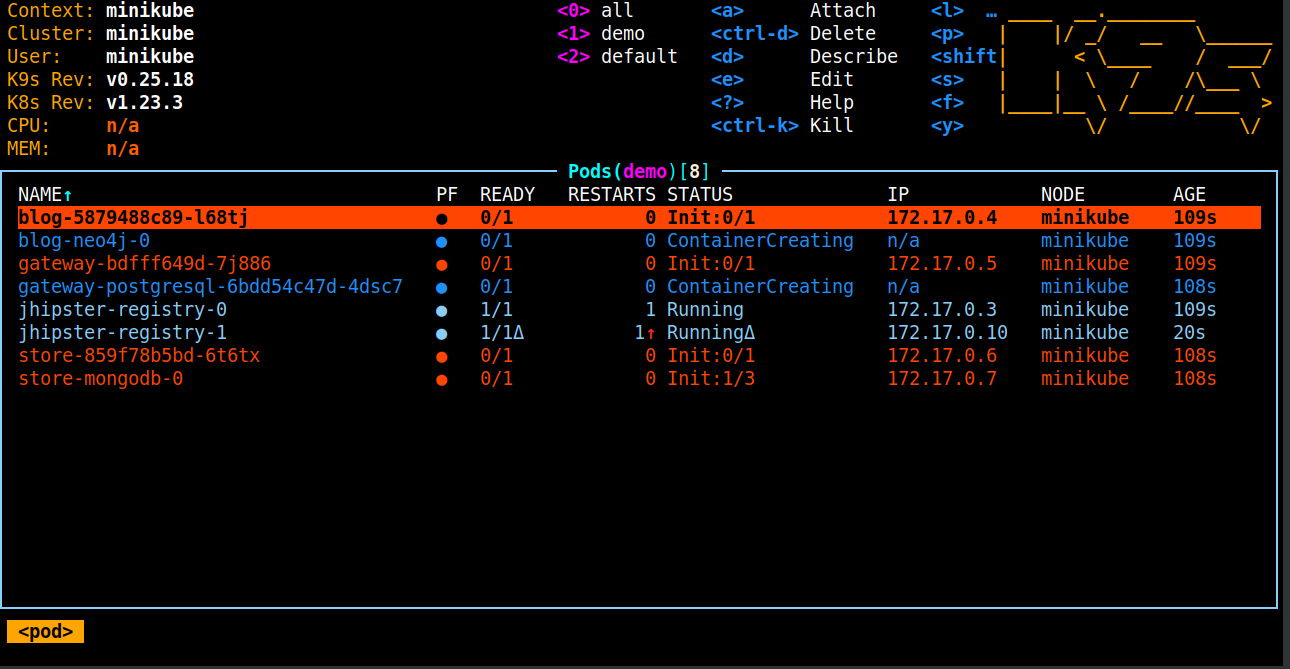 Context: minikube <0> all <a> Attach <l> …
Cluster: minikube <1> demo <ctrl-d> Delete <p>
User: minikube <2> default <d> Describe <shift
K9s Rev: v0.25.18 <e> Edit <s>
K8s Rev: v1.23.3 <?> Help <f>
CPU: n/a <ctrl-k> Kill <y>
MEM: n/a
Pods(demo)[8]
NAME↑ PF READY RESTARTS STATUS IP NODE AGE
blog-5879488c89-l68tj ● 0/1 0 Init:0/1 172.17.0.4 minikube 109s
blog-neo4j-0 ● 0/1 0 ContainerCreating n/a minikube 109s
gateway-bdfff649d-7j886 ● 0/1 0 Init:0/1 172.17.0.5 minikube 109s
gateway-postgresql-6bdd54c47d-4dsc7 ● 0/1 0 ContainerCreating n/a minikube 108s
jhipster-registry-0 ● 1/1 1 Running 172.17.0.3 minikube 109s
jhipster-registry-1 ● 1/1Δ 1↑ RunningΔ 172.17.0.10 minikube 20s
store-859f78b5bd-6t6tx ● 0/1 0 Init:0/1 172.17.0.6 minikube 108s
store-mongodb-0 ● 0/1 0 Init:1/3 172.17.0.7 minikube 108s
<pod>